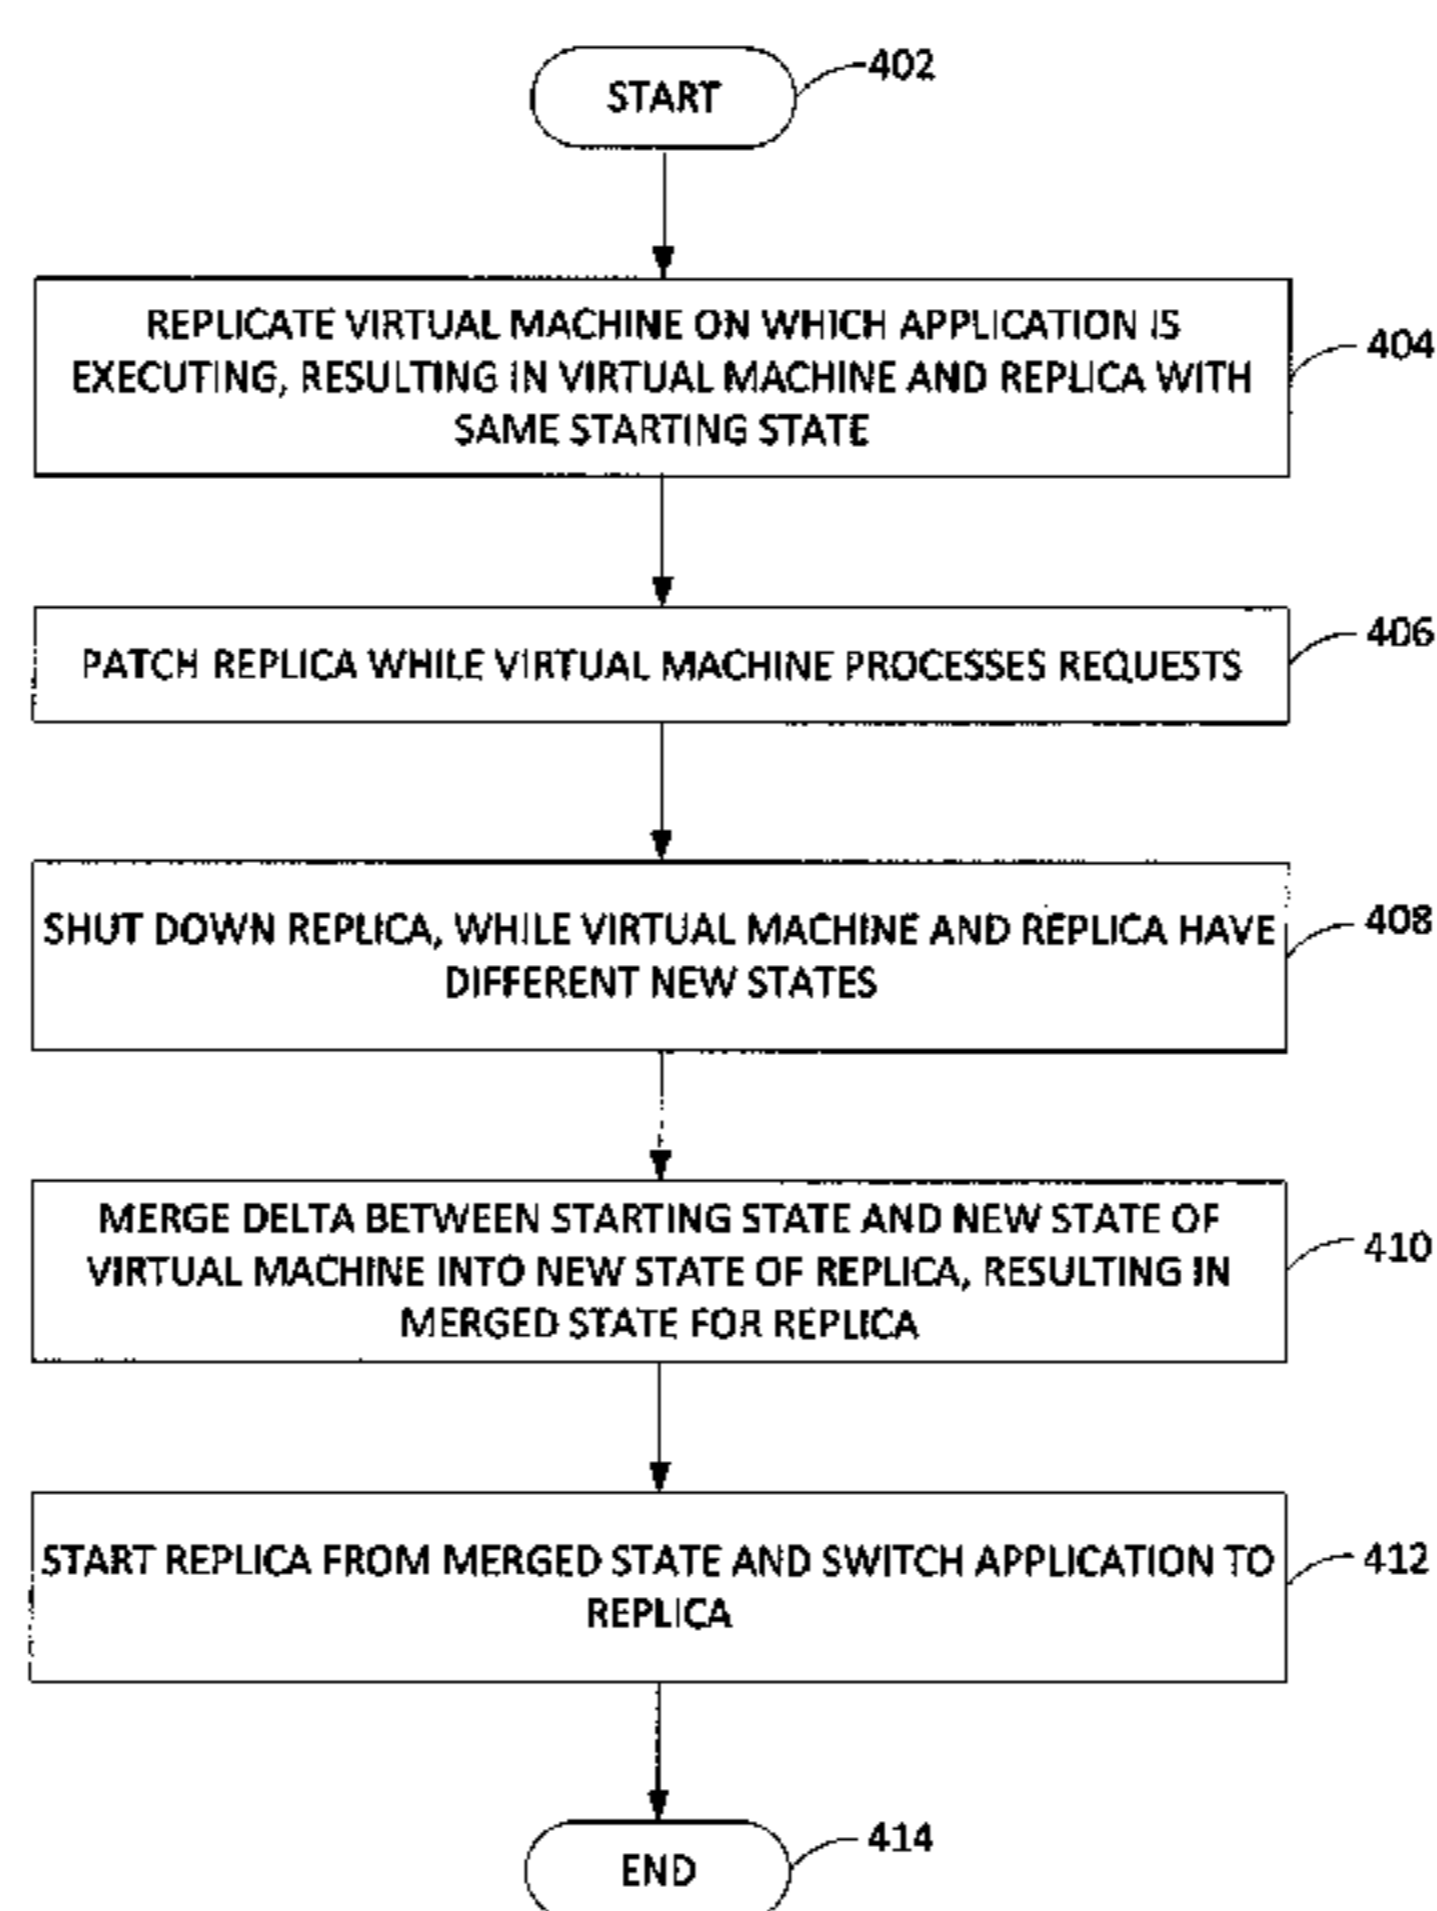 START
402
REPLICATE VIRTUAL MACHINE ON WHICH APPLICATION IS
EXECUTING, RESULTING IN VIRTUAL MACHINE AND REPLICA WITH
SAME STARTING STATE
404
PATCH REPLICA WHILE VIRTUAL MACHINE PROCESSES REQUESTS
406
SHUT DOWN REPLICA, WHILE VIRTUAL MACHINE AND REPLICA HAVE
DIFFERENT NEW STATES
408
MERGE DELTA BETWEEN STARTING STATE AND NEW STATE OF
VIRTUAL MACHINE INTO NEW STATE OF REPLICA, RESULTING IN
MERGED STATE FOR REPLICA
410
START REPLICA FROM MERGED STATE AND SWITCH APPLICATION TO
REPLICA
412
END
414